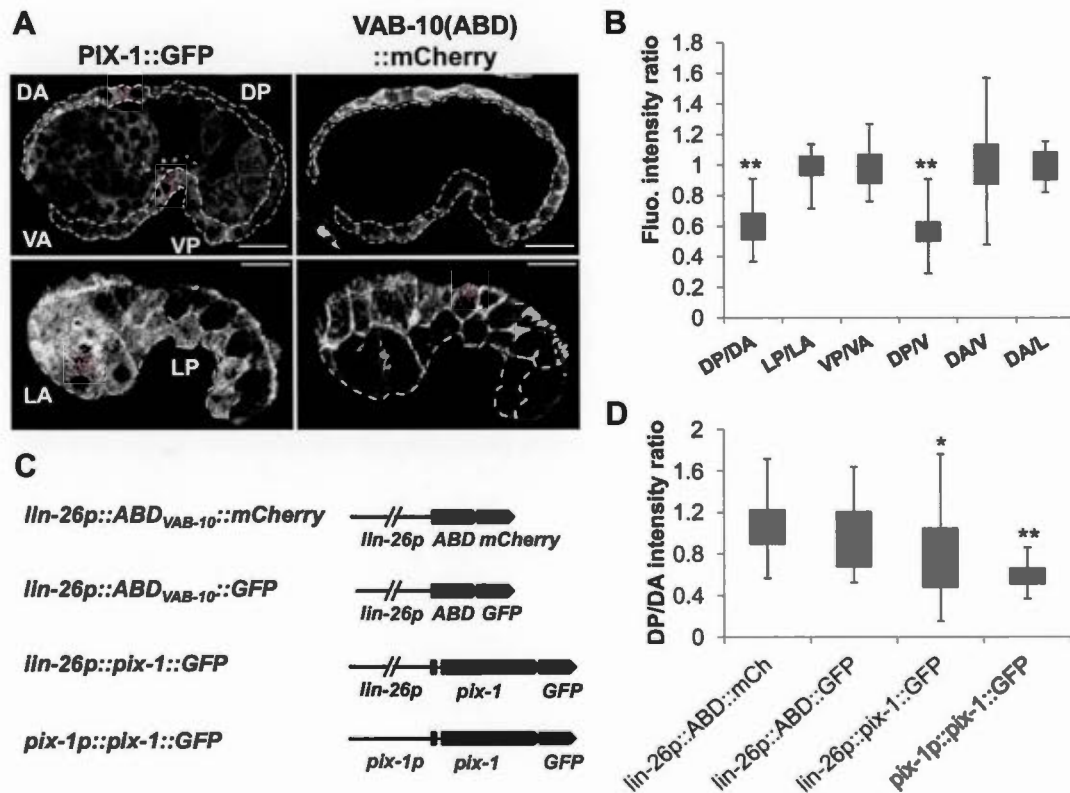 A
PIX-1::GFP
VAB-10(ABD)
::mCherry
DA
DP
VA
VP
LA
LP
B
Fluo. intensity ratio
1.8
1.6
1.4
1.2
1
0.8
0.6
0.4
0.2
0
**
**
DP/DA
LP/LA
VP/VA
DP/V
DA/V
DA/L
C
lin-26p::ABDVAB-10::mCherry
lin-26p ABD mCherry
lin-26p::ABDVAB-10::GFP
lin-26p ABD GFP
lin-26p::pix-1::GFP
lin-26p pix-1 GFP
pix-1p::pix-1::GFP
pix-1p pix-1 GFP
D
DP/DA intensity ratio
2
1.6
1.2
0.8
0.4
0
*
**
lin-26p::ABD::mCh
lin-26p::ABD::GFP
lin-26p::pix-1::GFP
pix-1p::pix-1::GFP